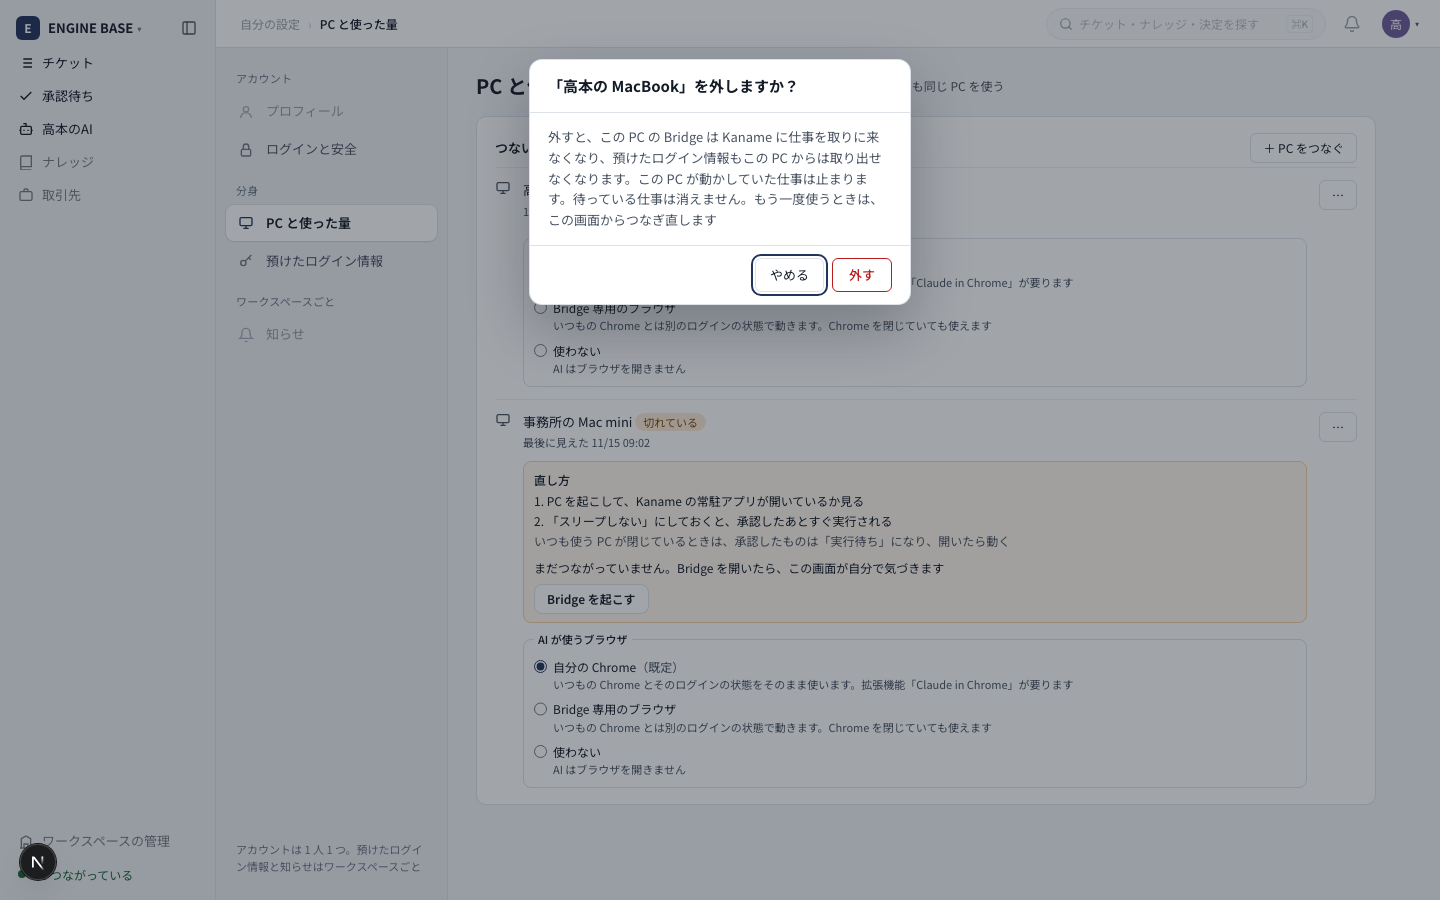 E ENGINE BASE
チケット
承認待ち
高本のAI
ナレッジ
取引先
ワークスペースの管理
つながっている
N
自分の設定 › PC と使った量
チケット・ナレッジ・決定を探す ⌘K
高
アカウント
プロフィール
ログインと安全
分身
PC と使った量
預けたログイン情報
ワークスペースごと
知らせ
アカウントは 1 人 1 つ。預けたログイ
ン情報と知らせはワークスペースごと
PC と
も同じ PC を使う
つない
+ PC をつなぐ
…
「高本の MacBook」を外しますか？
外すと、この PC の Bridge は Kaname に仕事を取りに来
なくなり、預けたログイン情報もこの PC からは取り出せ
なくなります。この PC が動かしていた仕事は止まりま
す。待っている仕事は消えません。もう一度使うときは、
この画面からつなぎ直します
やめる
外す
「Claude in Chrome」が要ります
Bridge 専用のブラウザ
いつもの Chrome とは別のログインの状態で動きます。Chrome を閉じていても使えます
使わない
AI はブラウザを開きません
事務所の Mac mini 切れている
最後に見えた 11/15 09:02
…
直し方
1. PC を起こして、Kaname の常駐アプリが開いているか見る
2. 「スリープしない」にしておくと、承認したあとすぐ実行される
いつも使う PC が閉じているときは、承認したものは「実行待ち」になり、開いたら動く
まだつながっていません。Bridge を開いたら、この画面が自分で気づきます
Bridge を起こす
AI が使うブラウザ
自分の Chrome（既定）
いつもの Chrome とそのログインの状態をそのまま使います。拡張機能「Claude in Chrome」が要ります
Bridge 専用のブラウザ
いつもの Chrome とは別のログインの状態で動きます。Chrome を閉じていても使えます
使わない
AI はブラウザを開きません